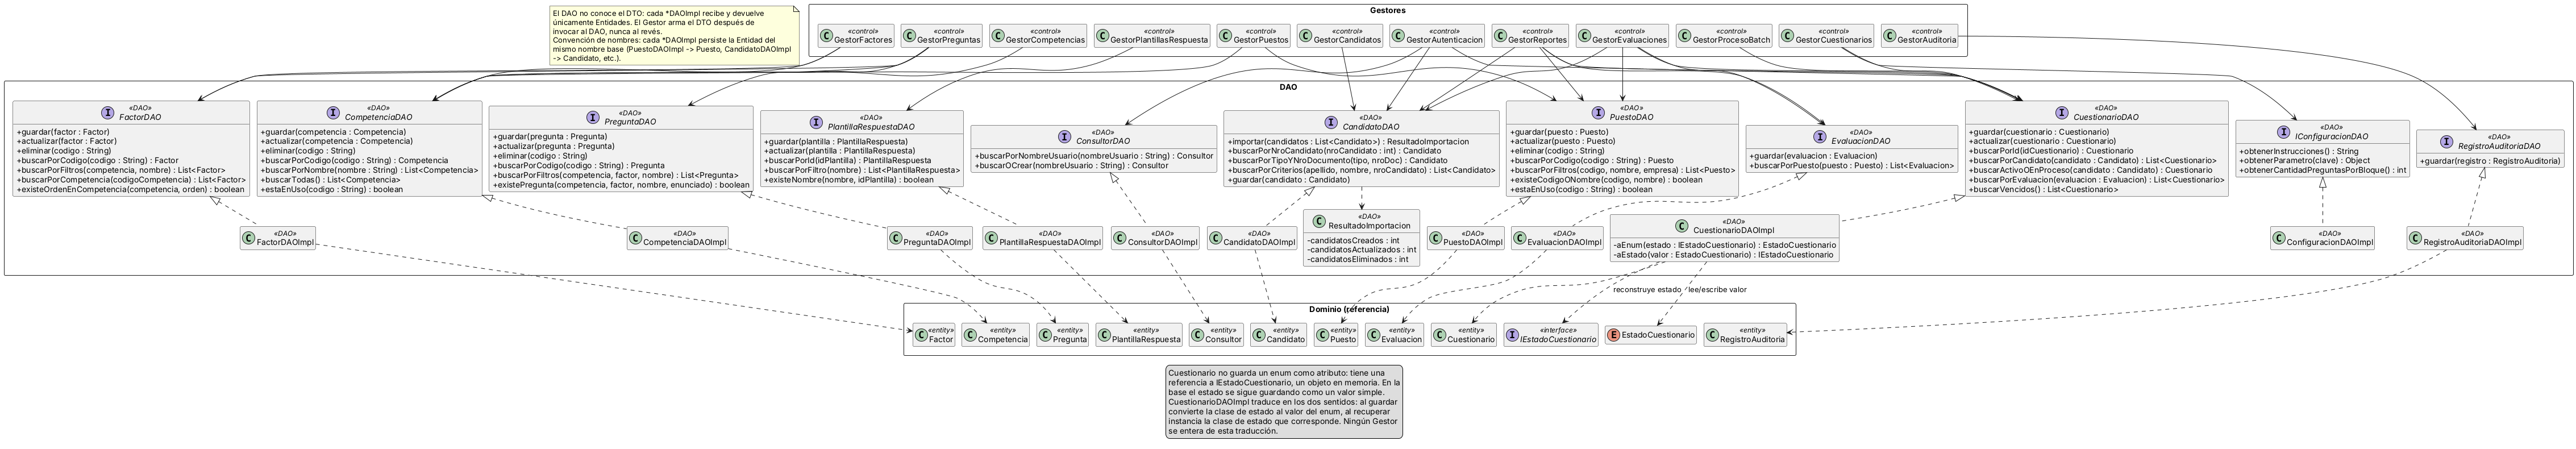 El DAO no conoce el DTO: cada *DAOImpl recibe y devuelve
únicamente Entidades. El Gestor arma el DTO después de
invocar al DAO, nunca al revés.
Convención de nombres: cada *DAOImpl persiste la Entidad del
mismo nombre base (PuestoDAOImpl -> Puesto, CandidatoDAOImpl
-> Candidato, etc.).
Gestores
«control»
GestorFactores
«control»
GestorPreguntas
«control»
GestorCompetencias
«control»
GestorPlantillasRespuesta
«control»
GestorPuestos
«control»
GestorCandidatos
«control»
GestorAutenticacion
«control»
GestorReportes
«control»
GestorEvaluaciones
«control»
GestorProcesoBatch
«control»
GestorCuestionarios
«control»
GestorAuditoria
DAO
«DAO»
FactorDAO
+guardar(factor : Factor)
+actualizar(factor : Factor)
+eliminar(codigo : String)
+buscarPorCodigo(codigo : String) : Factor
+buscarPorFiltros(competencia, nombre) : List<Factor>
+buscarPorCompetencia(codigoCompetencia) : List<Factor>
+existeOrdenEnCompetencia(competencia, orden) : boolean
«DAO»
CompetenciaDAO
+guardar(competencia : Competencia)
+actualizar(competencia : Competencia)
+eliminar(codigo : String)
+buscarPorCodigo(codigo : String) : Competencia
+buscarPorNombre(nombre : String) : List<Competencia>
+buscarTodas() : List<Competencia>
+estaEnUso(codigo : String) : boolean
«DAO»
PreguntaDAO
+guardar(pregunta : Pregunta)
+actualizar(pregunta : Pregunta)
+eliminar(codigo : String)
+buscarPorCodigo(codigo : String) : Pregunta
+buscarPorFiltros(competencia, factor, nombre) : List<Pregunta>
+existePregunta(competencia, factor, nombre, enunciado) : boolean
«DAO»
PlantillaRespuestaDAO
+guardar(plantilla : PlantillaRespuesta)
+actualizar(plantilla : PlantillaRespuesta)
+buscarPorId(idPlantilla) : PlantillaRespuesta
+buscarPorFiltro(nombre) : List<PlantillaRespuesta>
+existeNombre(nombre, idPlantilla) : boolean
«DAO»
ConsultorDAO
+buscarPorNombreUsuario(nombreUsuario : String) : Consultor
+buscarOCrear(nombreUsuario : String) : Consultor
«DAO»
CandidatoDAO
+importar(candidatos : List<Candidato>) : ResultadoImportacion
+buscarPorNroCandidato(nroCandidato : int) : Candidato
+buscarPorTipoYNroDocumento(tipo, nroDoc) : Candidato
+buscarPorCriterios(apellido, nombre, nroCandidato) : List<Candidato>
+guardar(candidato : Candidato)
«DAO»
PuestoDAO
+guardar(puesto : Puesto)
+actualizar(puesto : Puesto)
+eliminar(codigo : String)
+buscarPorCodigo(codigo : String) : Puesto
+buscarPorFiltros(codigo, nombre, empresa) : List<Puesto>
+existeCodigoONombre(codigo, nombre) : boolean
+estaEnUso(codigo : String) : boolean
«DAO»
EvaluacionDAO
+guardar(evaluacion : Evaluacion)
+buscarPorPuesto(puesto : Puesto) : List<Evaluacion>
«DAO»
CuestionarioDAO
+guardar(cuestionario : Cuestionario)
+actualizar(cuestionario : Cuestionario)
+buscarPorId(idCuestionario) : Cuestionario
+buscarPorCandidato(candidato : Candidato) : List<Cuestionario>
+buscarActivoOEnProceso(candidato : Candidato) : Cuestionario
+buscarPorEvaluacion(evaluacion : Evaluacion) : List<Cuestionario>
+buscarVencidos() : List<Cuestionario>
«DAO»
IConfiguracionDAO
+obtenerInstrucciones() : String
+obtenerParametro(clave) : Object
+obtenerCantidadPreguntasPorBloque() : int
«DAO»
RegistroAuditoriaDAO
+guardar(registro : RegistroAuditoria)
«DAO»
FactorDAOImpl
«DAO»
CompetenciaDAOImpl
«DAO»
PreguntaDAOImpl
«DAO»
PlantillaRespuestaDAOImpl
«DAO»
ConsultorDAOImpl
«DAO»
CandidatoDAOImpl
«DAO»
ResultadoImportacion
-candidatosCreados : int
-candidatosActualizados : int
-candidatosEliminados : int
«DAO»
PuestoDAOImpl
«DAO»
EvaluacionDAOImpl
«DAO»
CuestionarioDAOImpl
-aEnum(estado : IEstadoCuestionario) : EstadoCuestionario
-aEstado(valor : EstadoCuestionario) : IEstadoCuestionario
«DAO»
ConfiguracionDAOImpl
«DAO»
RegistroAuditoriaDAOImpl
reconstruye estado
lee/escribe valor
Dominio (referencia)
«entity»
Factor
«entity»
Competencia
«entity»
Pregunta
«entity»
PlantillaRespuesta
«entity»
Consultor
«entity»
Candidato
«entity»
Puesto
«entity»
Evaluacion
«entity»
Cuestionario
«interface»
IEstadoCuestionario
EstadoCuestionario
«entity»
RegistroAuditoria
Cuestionario no guarda un enum como atributo: tiene una
referencia a IEstadoCuestionario, un objeto en memoria. En la
base el estado se sigue guardando como un valor simple.
CuestionarioDAOImpl traduce en los dos sentidos: al guardar
convierte la clase de estado al valor del enum, al recuperar
instancia la clase de estado que corresponde. Ningún Gestor
se entera de esta traducción.